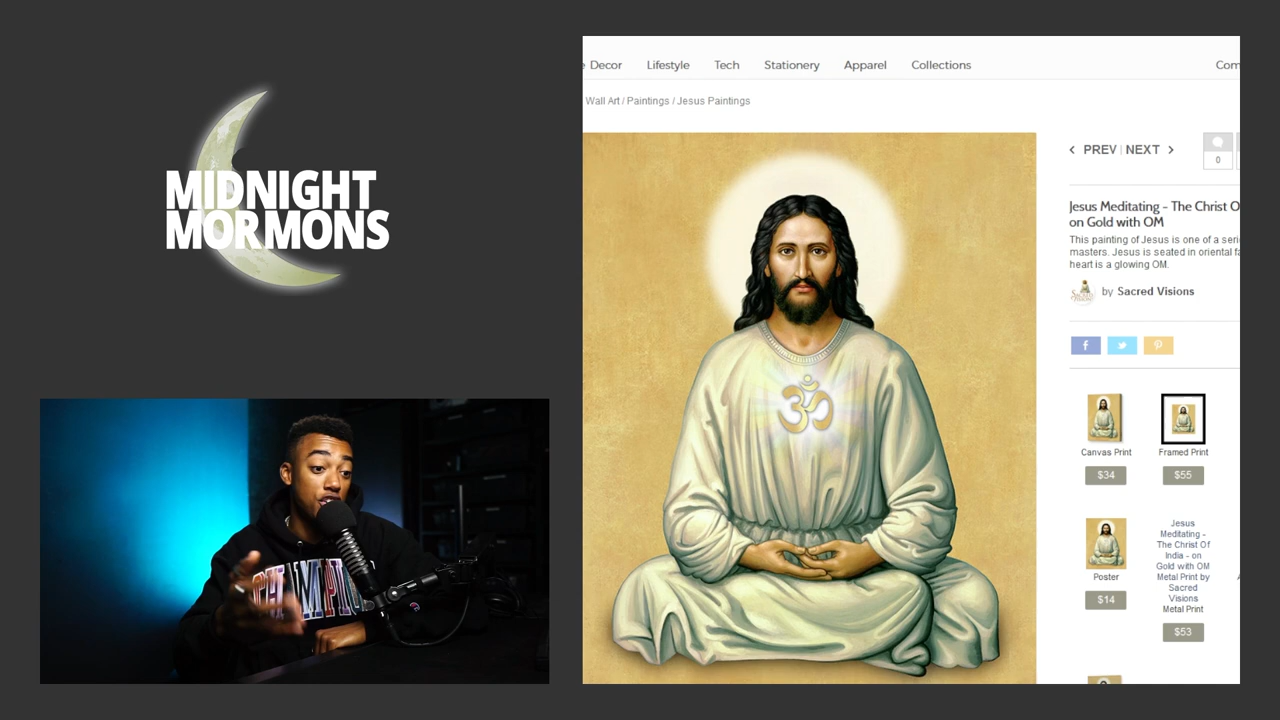 MIDNIGHT
MORMONS
CHAMPION
Decor Lifestyle Tech Stationery Apparel Collections
Wall Art / Paintings / Jesus Paintings
PREV | NEXT
0
Jesus Meditating - The Christ O
on Gold with OM
This painting of Jesus is one of a seri
masters. Jesus is seated in oriental fa
heart is a glowing OM.
by Sacred Visions
ॐ
Canvas Print
$34
Framed Print
$55
Poster
$14
Jesus
Meditating -
The Christ Of
India - on
Gold with OM
Metal Print by
Sacred
Visions
Metal Print
$53